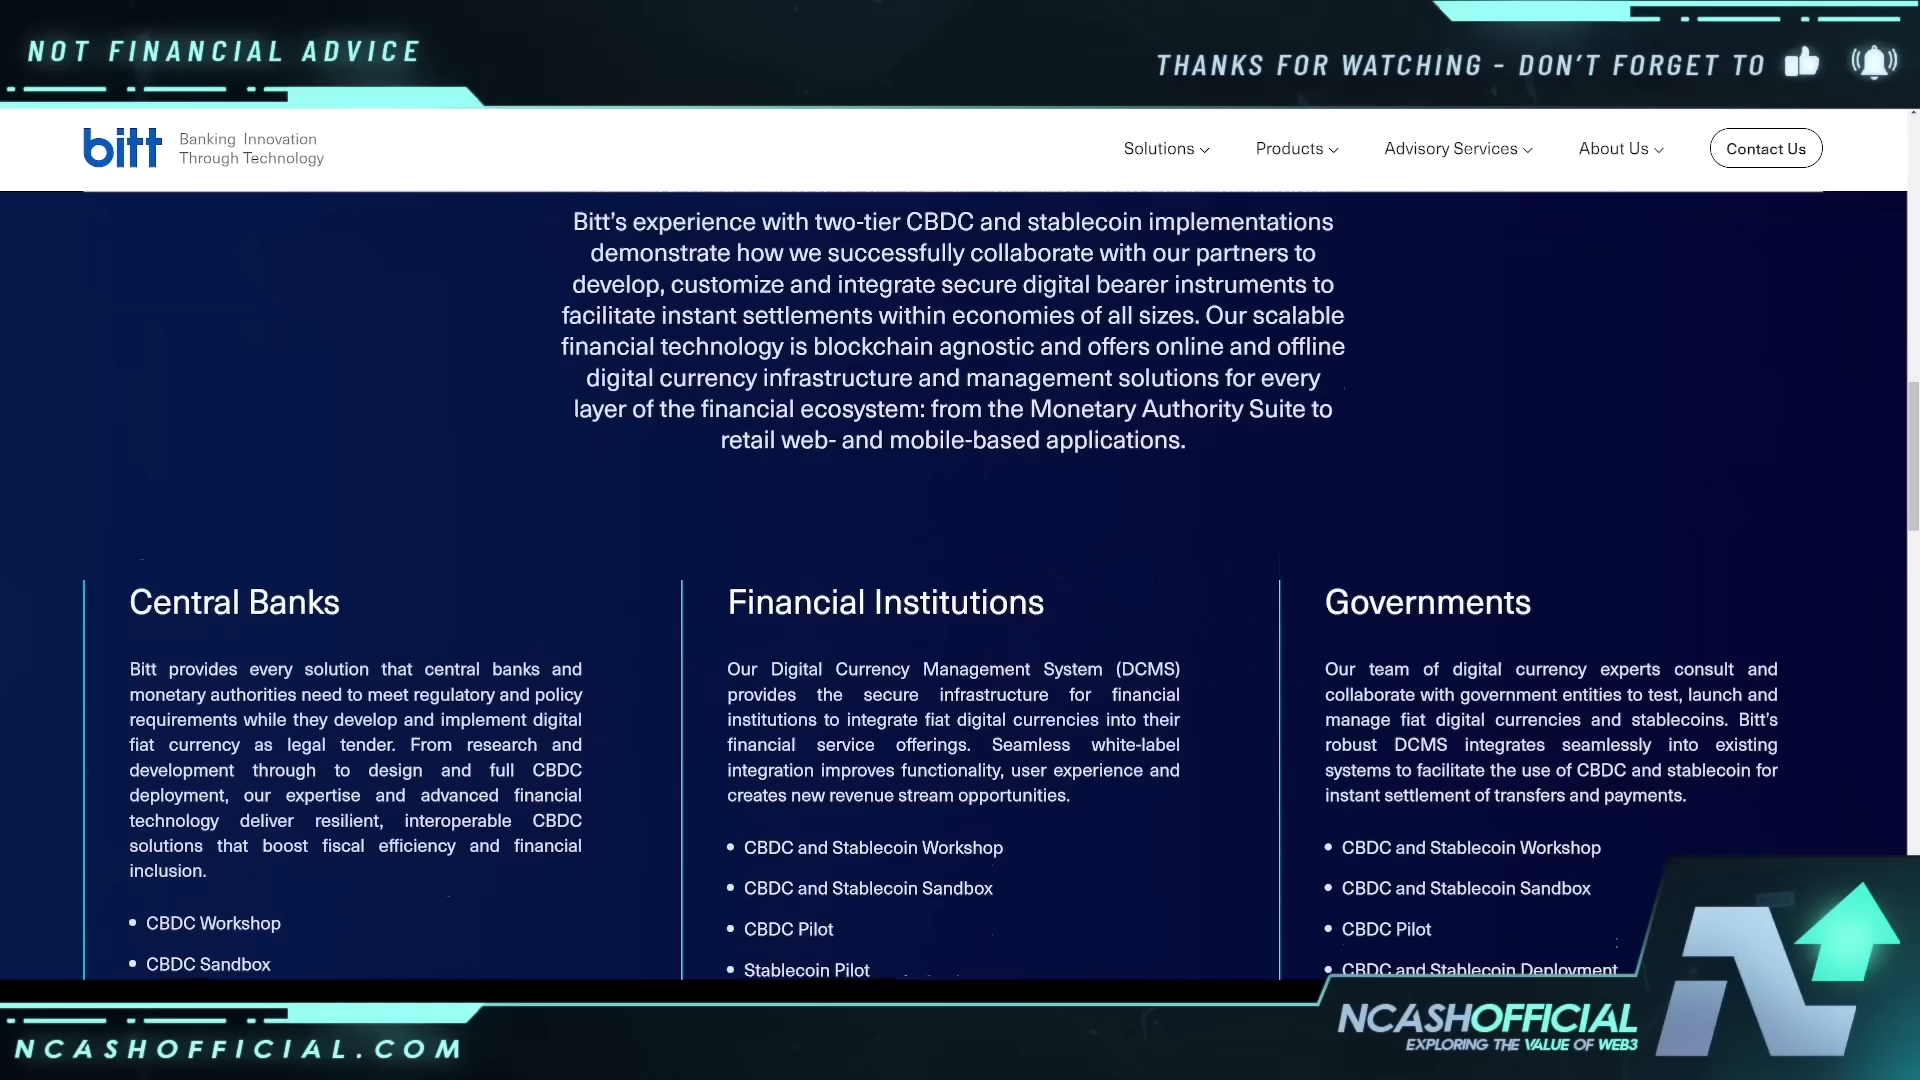 NOT FINANCIAL ADVICE
THANKS FOR WATCHING - DON'T FORGET TO
bitt
Banking Innovation
Through Technology
Solutions
Products
Advisory Services
About Us
Contact Us
Bitt's experience with two-tier CBDC and stablecoin implementations
demonstrate how we successfully collaborate with our partners to
develop, customize and integrate secure digital bearer instruments to
facilitate instant settlements within economies of all sizes. Our scalable
financial technology is blockchain agnostic and offers online and offline
digital currency infrastructure and management solutions for every
layer of the financial ecosystem: from the Monetary Authority Suite to
retail web- and mobile-based applications.
Central Banks
Bitt provides every solution that central banks and
monetary authorities need to meet regulatory and policy
requirements while they develop and implement digital
fiat currency as legal tender. From research and
development through to design and full CBDC
deployment, our expertise and advanced financial
technology deliver resilient, interoperable CBDC
solutions that boost fiscal efficiency and financial
inclusion.
• CBDC Workshop
• CBDC Sandbox
Financial Institutions
Our Digital Currency Management System (DCMS)
provides the secure infrastructure for financial
institutions to integrate fiat digital currencies into their
financial service offerings. Seamless white-label
integration improves functionality, user experience and
creates new revenue stream opportunities.
• CBDC and Stablecoin Workshop
• CBDC and Stablecoin Sandbox
• CBDC Pilot
• Stablecoin Pilot
Governments
Our team of digital currency experts consult and
collaborate with government entities to test, launch and
manage fiat digital currencies and stablecoins. Bitt's
robust DCMS integrates seamlessly into existing
systems to facilitate the use of CBDC and stablecoin for
instant settlement of transfers and payments.
• CBDC and Stablecoin Workshop
• CBDC and Stablecoin Sandbox
• CBDC Pilot
• CBDC and Stablecoin Deployment
NCASHOFFICIAL.COM
NCASHOFFICIAL
EXPLORING THE VALUE OF WEB3